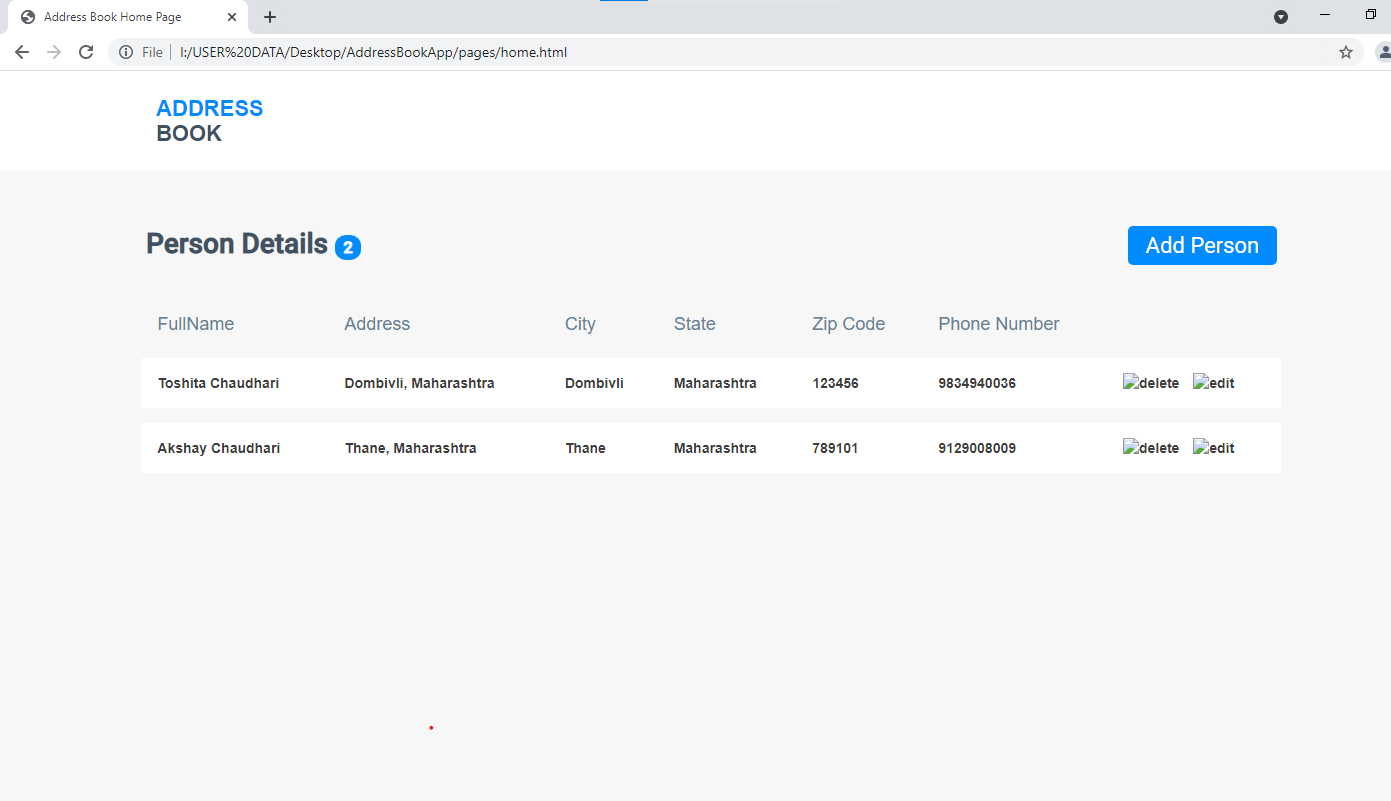 Address Book Home Page
File I:/USER%20DATA/Desktop/AddressBookApp/pages/home.html
ADDRESS
BOOK
Person Details 2 Add Person
FullName Address City State Zip Code Phone Number
Toshita Chaudhari Dombivli, Maharashtra Dombivli Maharashtra 123456 9834940036 delete edit
Akshay Chaudhari Thane, Maharashtra Thane Maharashtra 789101 9129008009 delete edit